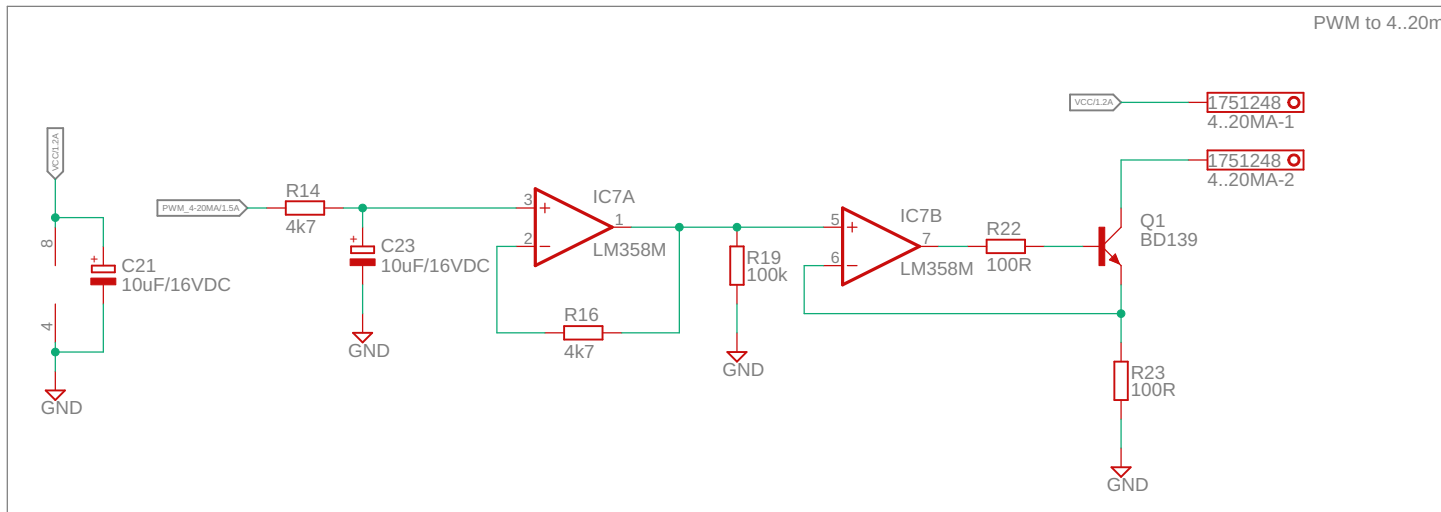 PWM to 4..20m
VCC/1.2A
1751248
4..20MA-1
1751248
4..20MA-2
VCC/1.2A
8
4
C21
10uF/16VDC
GND
PWM_4-20MA/1.5A
R14
4k7
C23
10uF/16VDC
GND
3
2
1
IC7A
LM358M
R16
4k7
R19
100k
GND
5
6
7
IC7B
LM358M
R22
100R
Q1
BD139
R23
100R
GND